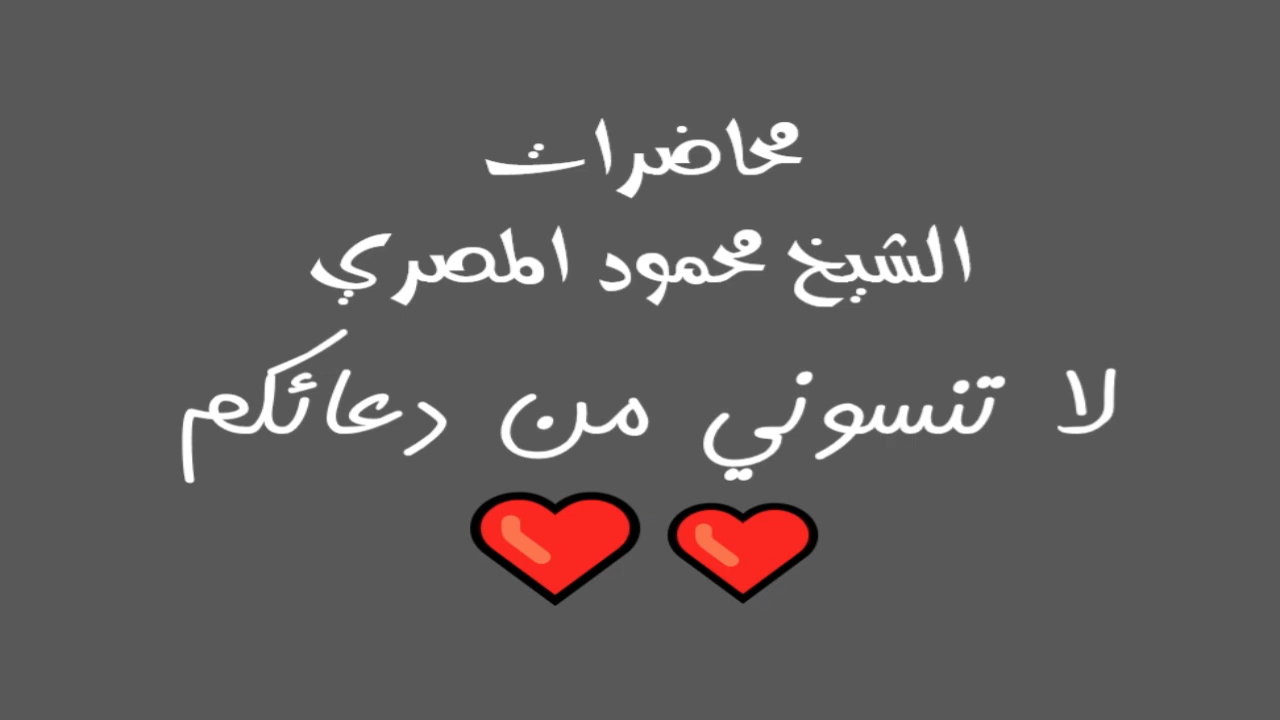 محاضرات
الشيخ محمود المصري
لا تنسوني من دعائكم